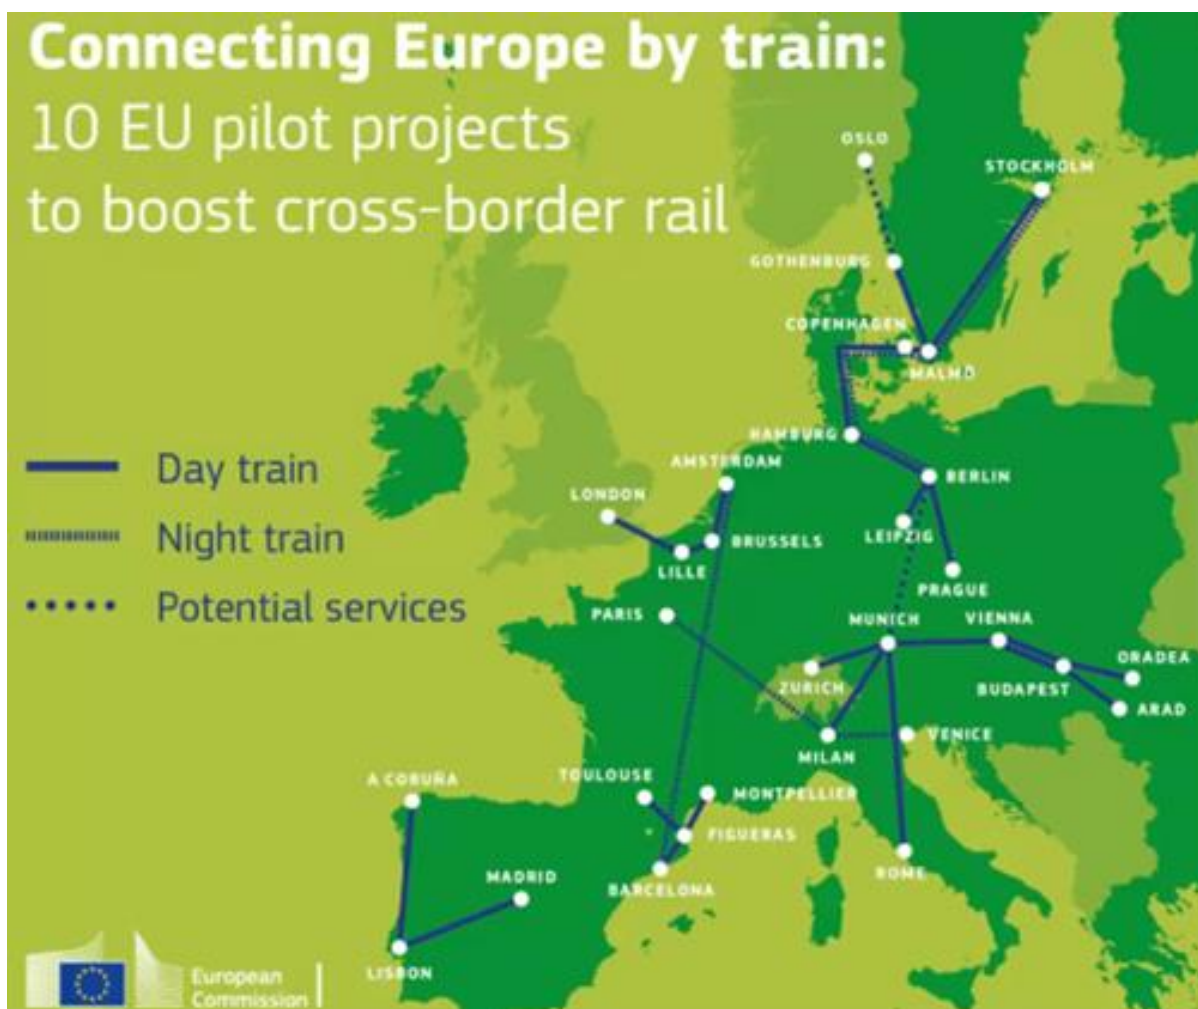 Connecting Europe by train:
10 EU pilot projects
to boost cross-border rail
OSLO
STOCKHOLM
GOTHENBURG
COPENHAGEN
MALMÖ
HAMBURG
AMSTERDAM
BERLIN
Day train
LONDON
Night train
BRUSSELS
LEIPZIG
LILLE
PRAGUE
Potential services
PARIS
MUNICH
VIENNA
ORADEA
ZURICH
BUDAPEST
ARAD
VENICE
MILAN
A CORUÑA
TOULOUSE
MONTPELLIER
FIGUERAS
MADRID
BARCELONA
ROME
LISBON
European
Commission